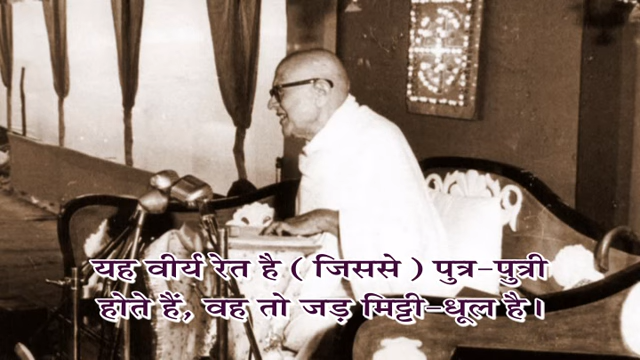 यह वीर्य रेत है ( जिससे ) पुत्र-पुत्री
होते हैं, वह तो जड़ मिट्टी-धूल है।